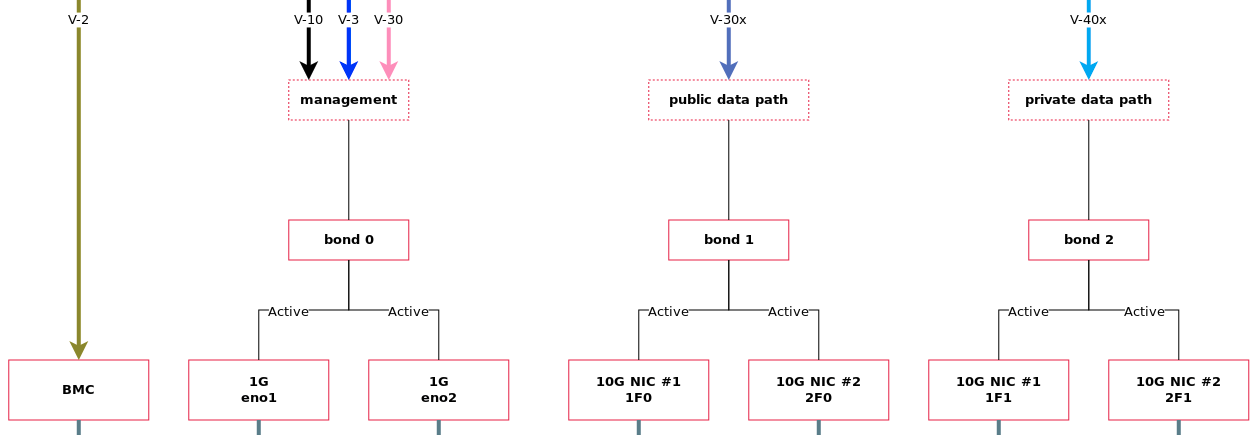 V-2
V-10
V-3
V-30
V-30x
V-40x
management
public data path
private data path
bond 0
bond 1
bond 2
Active
Active
Active
Active
Active
Active
BMC
1G
eno1
1G
eno2
10G NIC #1
1F0
10G NIC #2
2F0
10G NIC #1
1F1
10G NIC #2
2F1